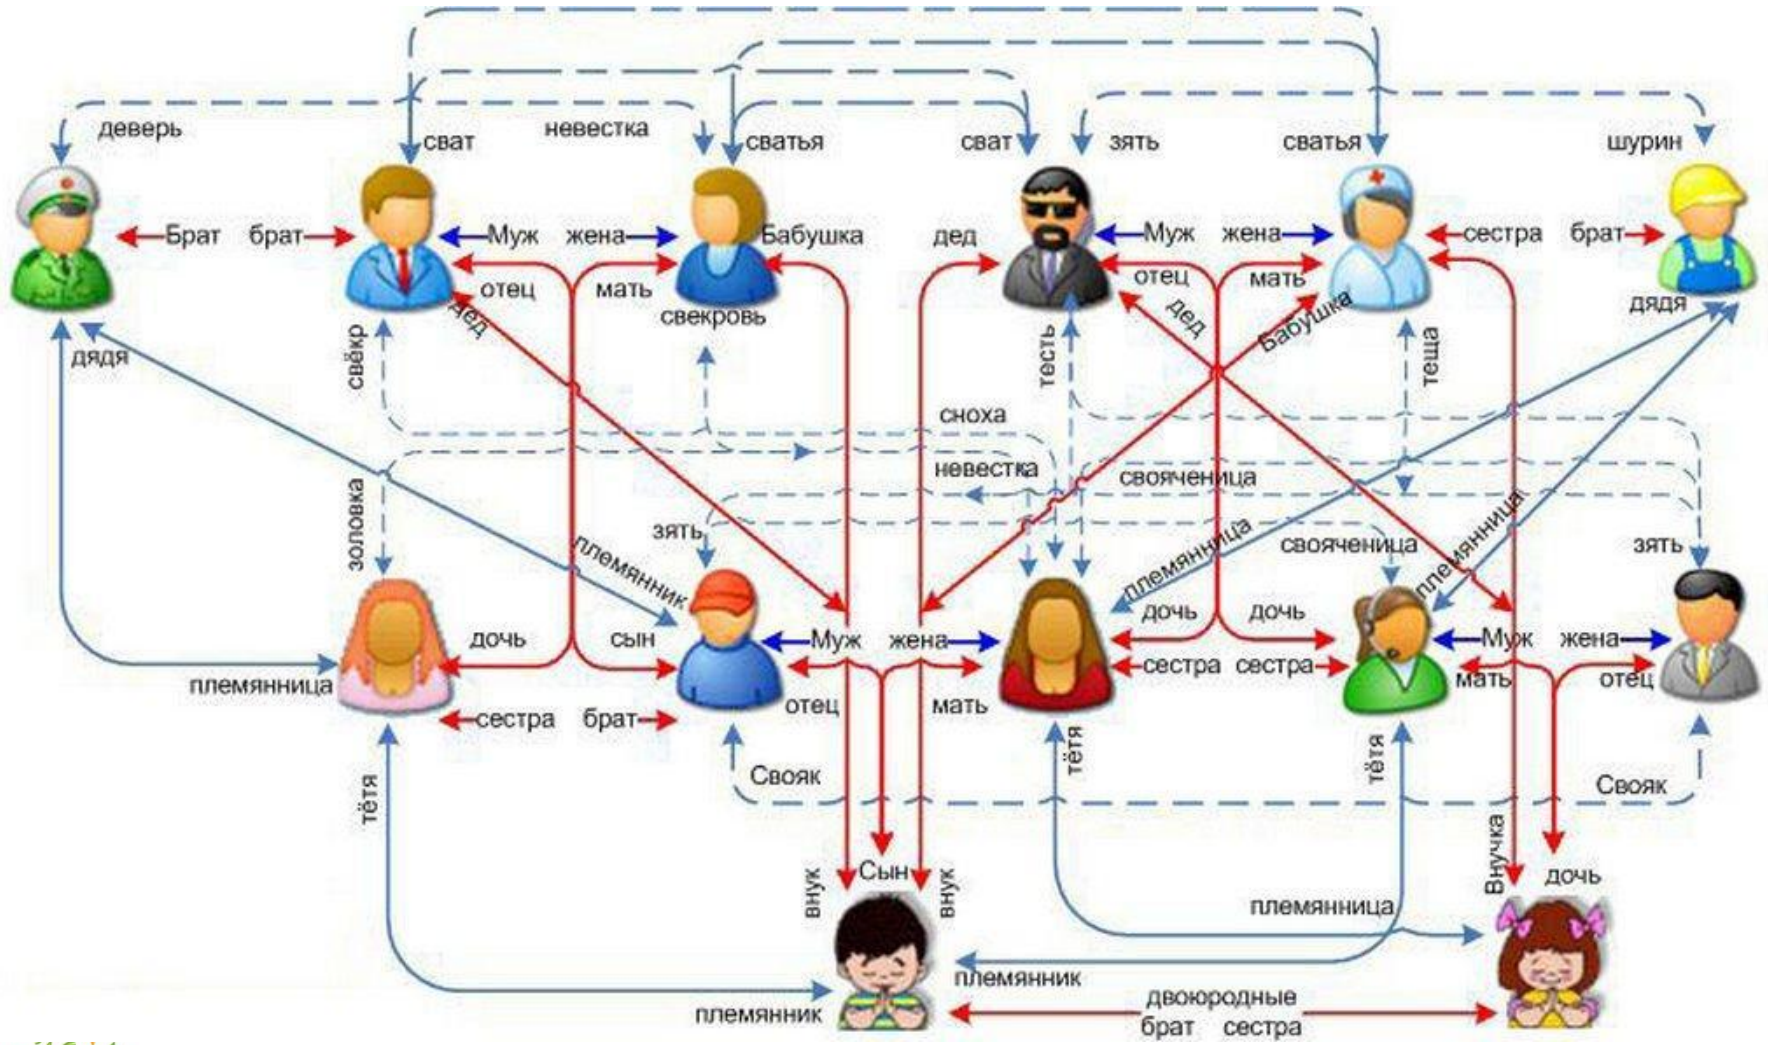 деверь
невестка
сват
сватья
сват
зять
сватья
шурин
Брат брат
Муж жена
Бабушка
дед
Муж жена
сестра брат
отец
мать
отец
мать
дед
свекровь
дед
Бабушка
дядя
дядя
свёкр
тесть
теща
сноха
невестка
свояченица
золовка
зять
племянник
племянница
свояченица
племянница
зять
дочь
сын
Муж жена
дочь
дочь
Муж жена
сестра сестра
племянница
мать
отец
сестра брат
отец
мать
тётя
тётя
тётя
Свояк
Свояк
внук
Сын
внук
Внучка
дочь
племянница
племянник
племянник
двоюродные
брат сестра